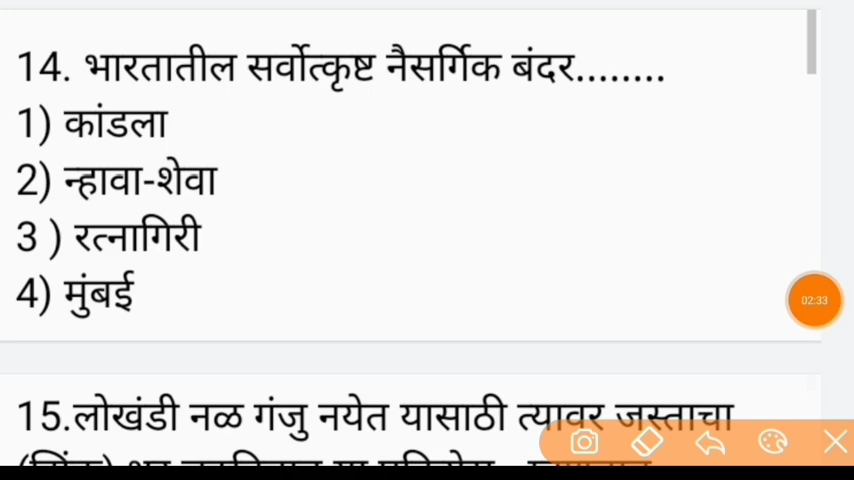 14. भारतातील सर्वोत्कृष्ट नैसर्गिक बंदर........
1) कांडला
2) न्हावा-शेवा
3 ) रत्नागिरी
4) मुंबई
02:33
15.लोखंडी नळ गंजु नयेत यासाठी त्यावर जस्ताचा